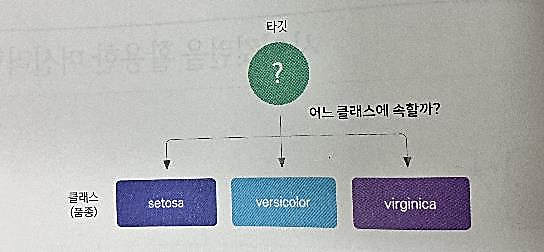 타깃
?
어느 클래스에 속할까?
클래스
(품종)
setosa
versicolor
virginica